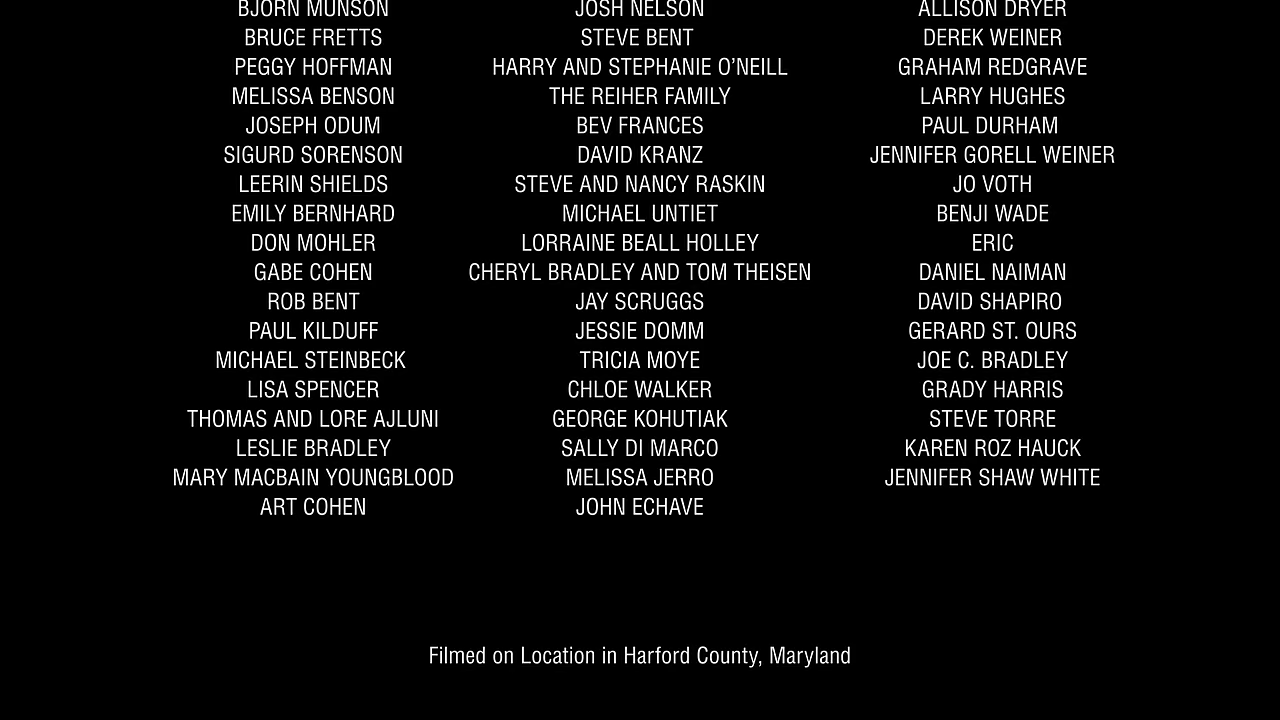 BJORN MUNSON
BRUCE FRETTS
PEGGY HOFFMAN
MELISSA BENSON
JOSEPH ODUM
SIGURD SORENSON
LEERIN SHIELDS
EMILY BERNHARD
DON MOHLER
GABE COHEN
ROB BENT
PAUL KILDUFF
MICHAEL STEINBECK
LISA SPENCER
THOMAS AND LORE AJLUNI
LESLIE BRADLEY
MARY MACBAIN YOUNGBLOOD
ART COHEN
JOSH NELSON
STEVE BENT
HARRY AND STEPHANIE O’NEILL
THE REIHER FAMILY
BEV FRANCES
DAVID KRANZ
STEVE AND NANCY RASKIN
MICHAEL UNTIET
LORRAINE BEALL HOLLEY
CHERYL BRADLEY AND TOM THEISEN
JAY SCRUGGS
JESSIE DOMM
TRICIA MOYE
CHLOE WALKER
GEORGE KOHUTIAK
SALLY DI MARCO
MELISSA JERRO
JOHN ECHAVE
ALLISON DRYER
DEREK WEINER
GRAHAM REDGRAVE
LARRY HUGHES
PAUL DURHAM
JENNIFER GORELL WEINER
JO VOTH
BENJI WADE
ERIC
DANIEL NAIMAN
DAVID SHAPIRO
GERARD ST. OURS
JOE C. BRADLEY
GRADY HARRIS
STEVE TORRE
KAREN ROZ HAUCK
JENNIFER SHAW WHITE
Filmed on Location in Harford County, Maryland